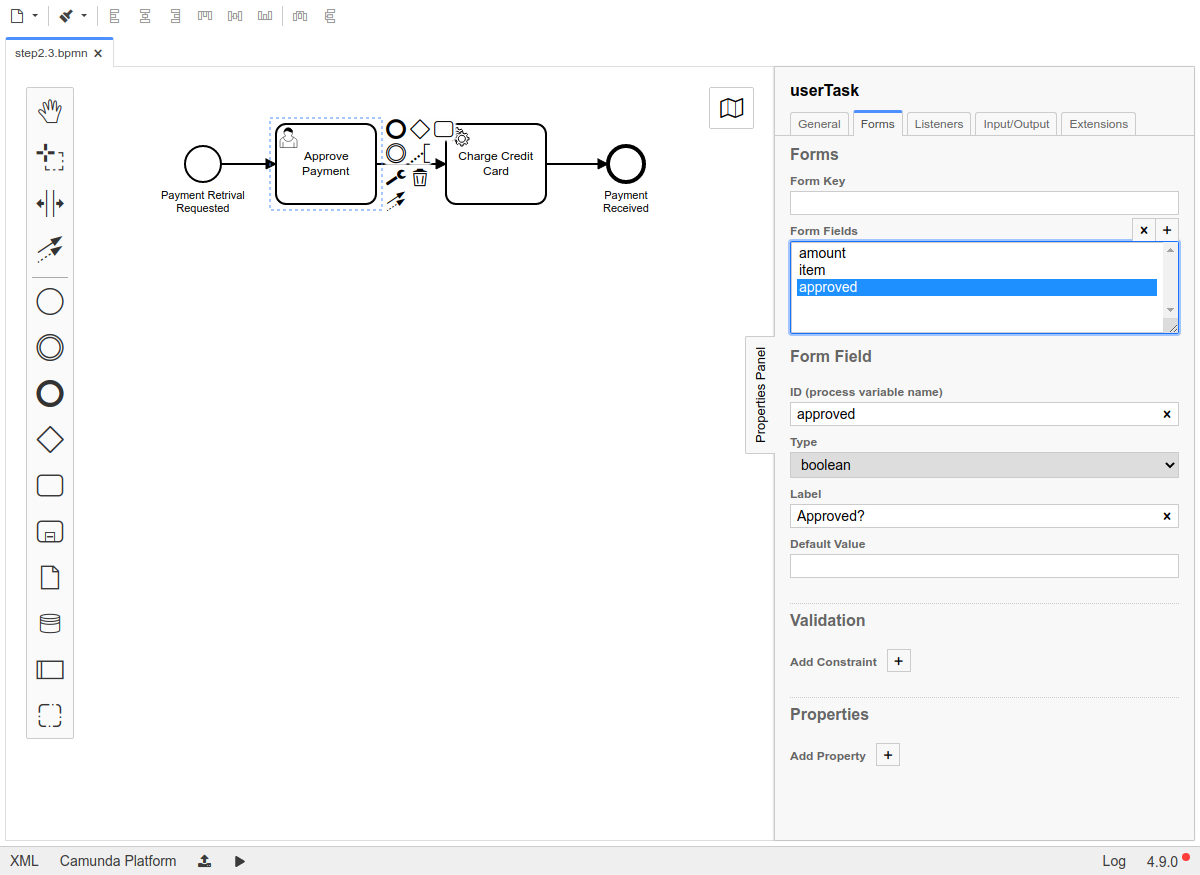 step2.3.bpmn
Payment Retrival
Requested
Approve
Payment
Charge Credit
Card
Payment
Received
Properties Panel
userTask
General
Forms
Listeners
Input/Output
Extensions
Forms
Form Key
Form Fields
amount
item
approved
Form Field
ID (process variable name)
approved
Type
boolean
Label
Approved?
Default Value
Validation
Add Constraint
Properties
Add Property
XML
Camunda Platform
Log
4.9.0